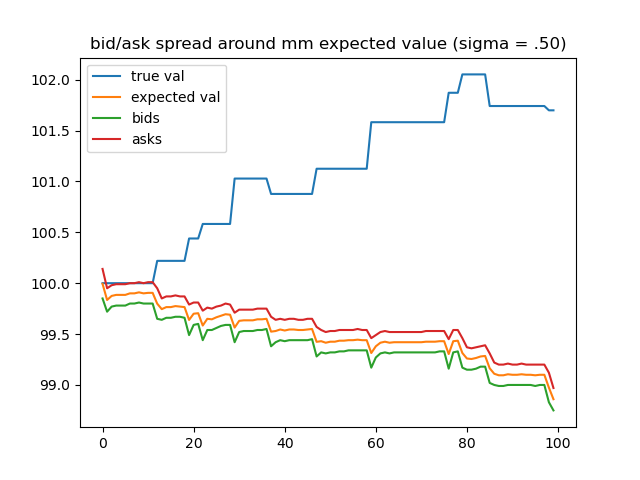 bid/ask spread around mm expected value (sigma = .50)
true val
expected val
bids
asks
102.0
101.5
101.0
100.5
100.0
99.5
99.0
0 20 40 60 80 100